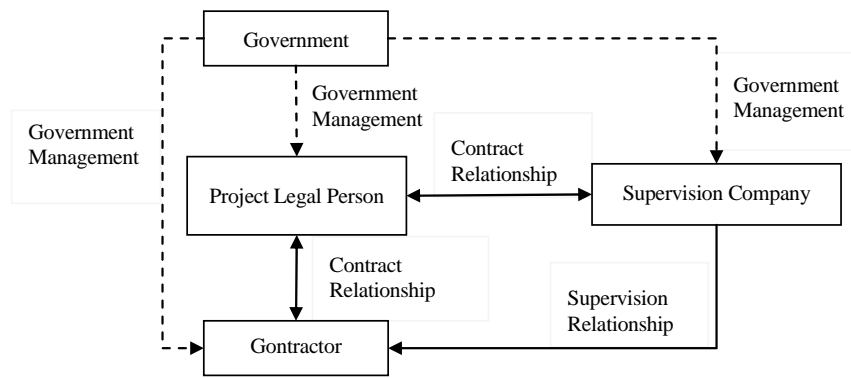 Government
Government
Management
Government
Management
Government
Management
Contract
Relationship
Project Legal Person
Supervision Company
Contract
Relationship
Supervision
Relationship
Gontractor